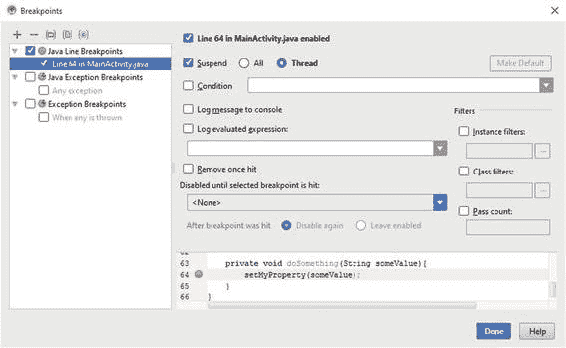 Breakpoints
Java Line Breakpoints
Line 64 in MainActivity.java
Java Exception Breakpoints
Any exception
Exception Breakpoints
When any is thrown
Line 64 in MainActivity.java enabled
Suspend All Thread
Make Default
Condition
Log message to console
Log evaluated expression:
Remove once hit
Disabled until selected breakpoint is hit:
<None>
After breakpoint was hit Disable again Leave enabled
Filters
Instance filters:
...
Class filters:
...
Pass count:
63 private void doSomething(String someValue){
64 setMyProperty(someValue);
65 }
66 }
Done Help